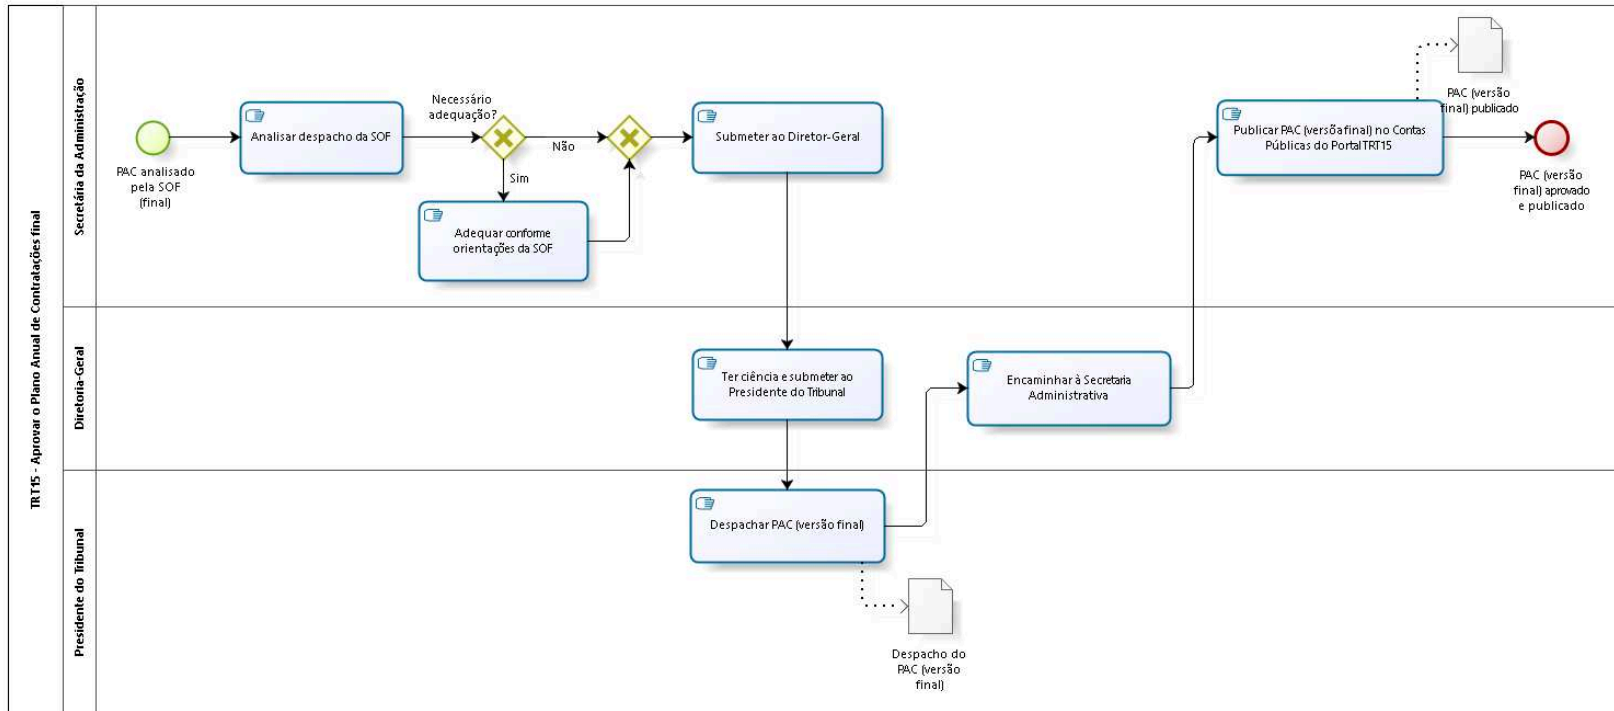 TRT15 - Aprovar o Plano Anual de Contratações final
Secretária da Administração
PAC analisado
pela SOF
(final)
Analisar despacho da SOF
Necessário
adequação?
Não
Sim
Adequar conforme
orientações da SOF
Submeter ao Diretor-Geral
Publicar PAC (versõa final) no Contas
Públicas do Portal TRT15
PAC (versão
final) publicado
PAC (versão
final) aprovado
e publicado
Diretoria-Geral
Ter ciência e submeter ao
Presidente do Tribunal
Encaminhar à Secretaria
Administrativa
Presidente do Tribunal
Despachar PAC (versão final)
Despacho do
PAC (versão
final)